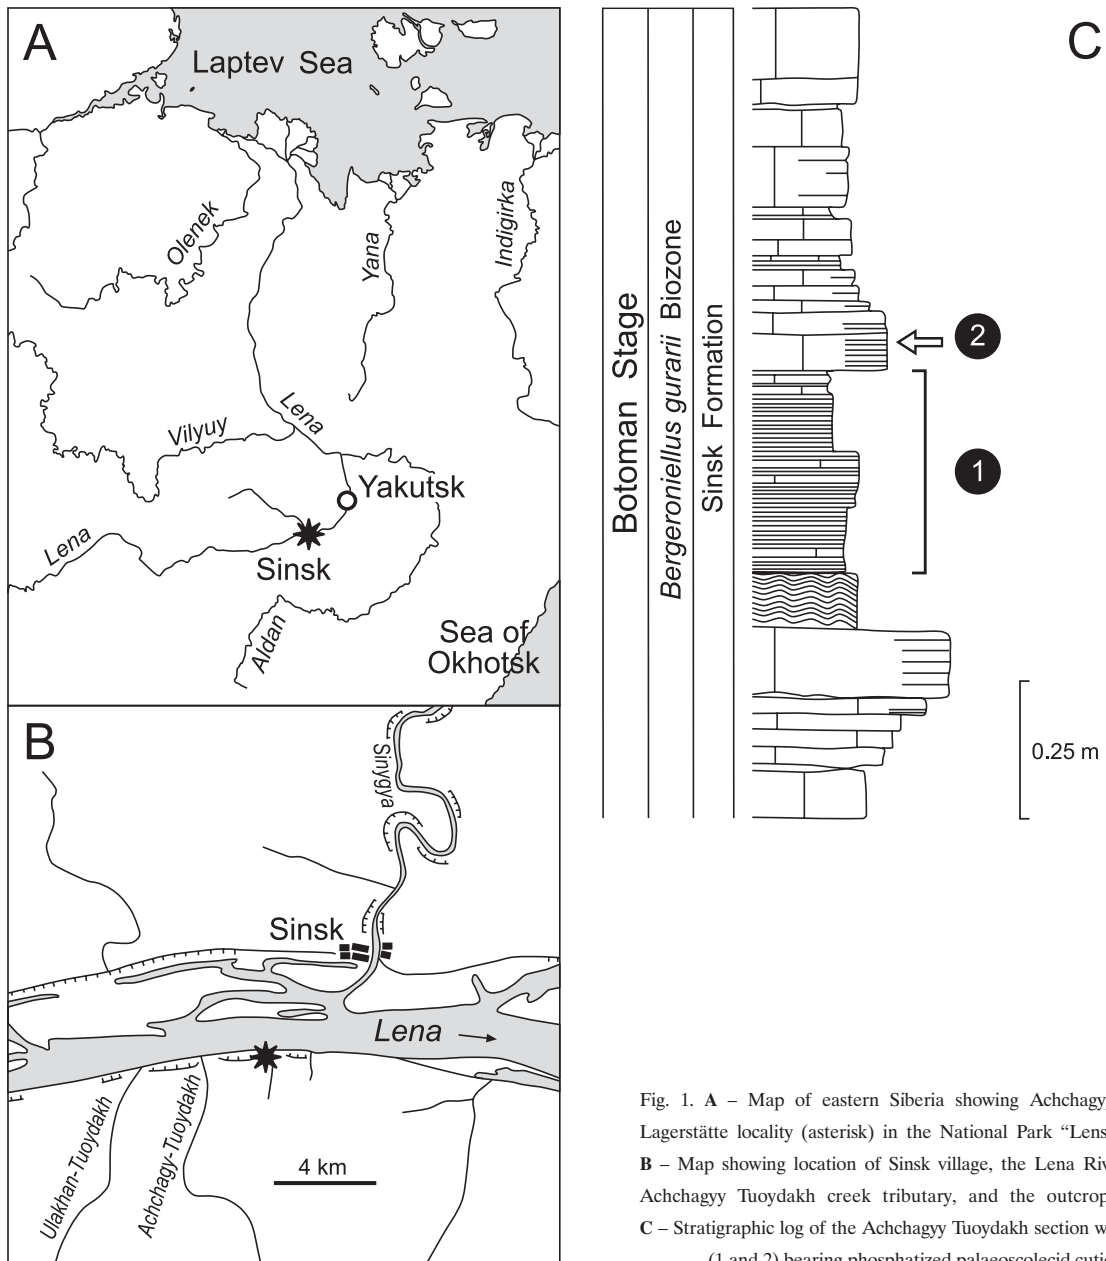 A
Laptev Sea
Olenek
Yana
Indigirka
Lena
Vilyuy
Yakutsk
Lena
Sinsk
Aldan
Sea of
Okhotsk
B
Sinygya
Sinsk
Lena
Ulakhan-Tuoydakh
Achchagy-Tuoydakh
4 km
C
Botoman Stage
Bergeroniellus gurarii Biozone
Sinsk Formation
2
1
0.25 m
Fig. 1. A – Map of eastern Siberia showing Achchagy
Lagerstätte locality (asterisk) in the National Park “Lens
B – Map showing location of Sinsk village, the Lena Riv
Achchagyy Tuoydakh creek tributary, and the outcrop
C – Stratigraphic log of the Achchagyy Tuoydakh section w
(1 and 2) bearing phosphatized palaeoscolecid cuti